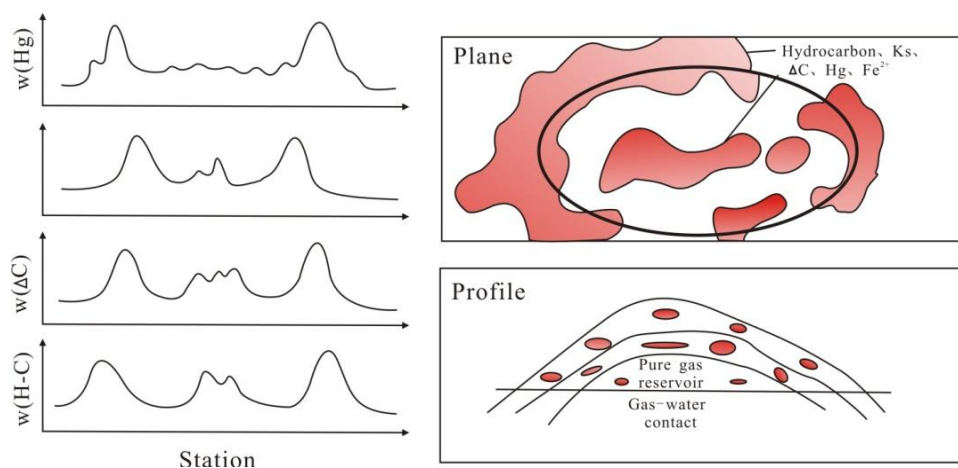 w(Hg)
w(ΔC)
w(H-C)
Station
Plane
Hydrocarbon、Ks、
ΔC、Hg、Fe²⁺
Profile
Pure gas
reservoir
Gas-water
contact